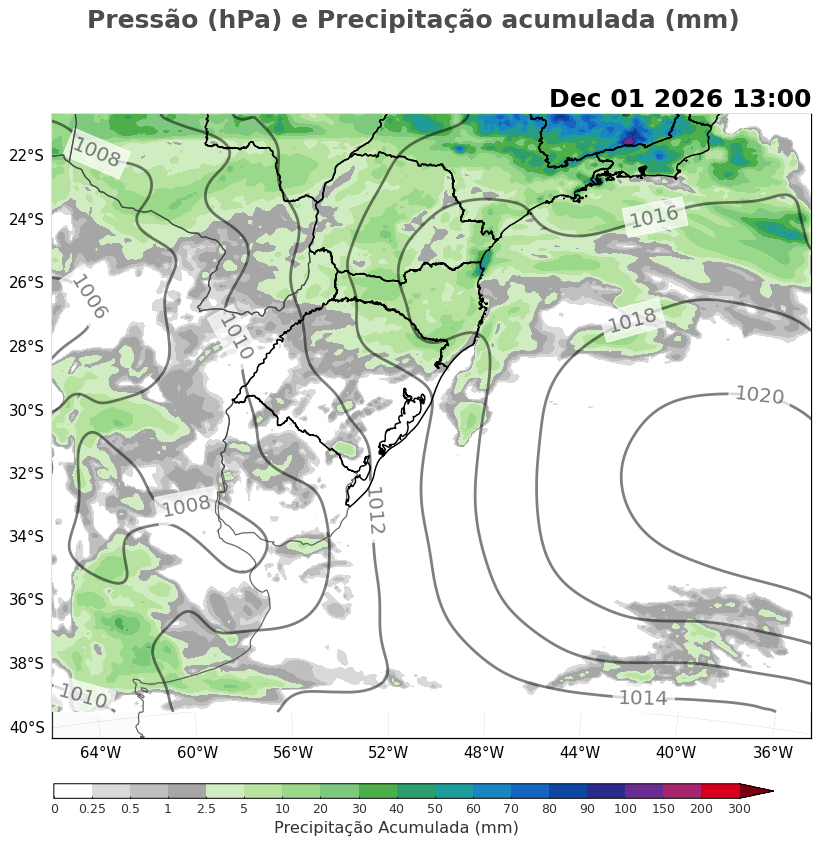 Pressão (hPa) e Precipitação acumulada (mm)
Dec 01 2026 13:00
1008
22°S
24°S
1016
26°S
1006
1018
1010
28°S
1020
30°S
32°S
1008
1012
34°S
36°S
38°S
1010
1014
40°S
64°W 60°W 56°W 52°W 48°W 44°W 40°W 36°W
0 0.25 0.5 1 2.5 5 10 20 30 40 50 60 70 80 90 100 150 200 300
Precipitação Acumulada (mm)